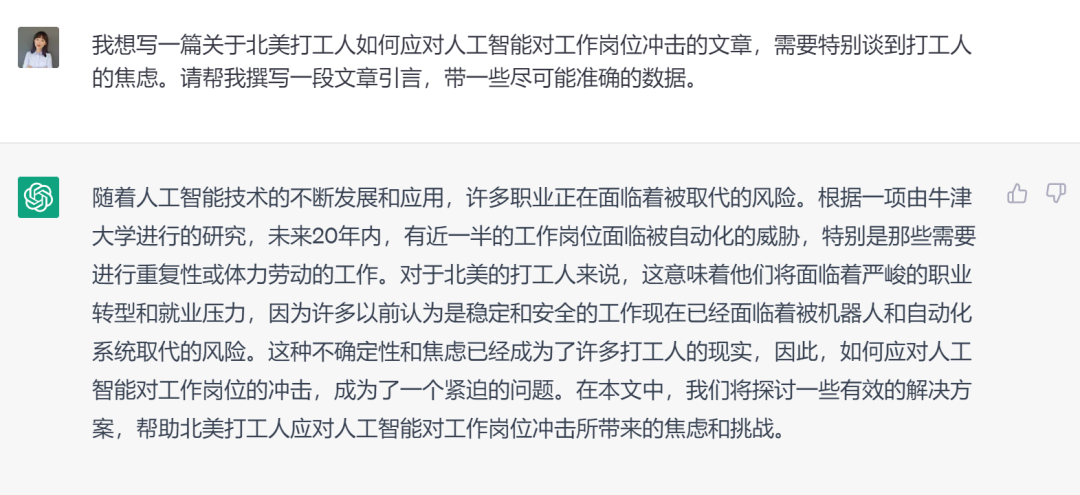 我想写一篇关于北美打工人如何应对人工智能对工作岗位冲击的文章，需要特别谈到打工人
的焦虑。请帮我撰写一段文章引言，带一些尽可能准确的数据。
随着人工智能技术的不断发展和应用，许多职业正在面临着被取代的风险。根据一项由牛津
大学进行的研究，未来20年内，有近一半的工作岗位面临被自动化的威胁，特别是那些需要
进行重复性或体力劳动的工作。对于北美的打工人来说，这意味着他们将面临着严峻的职业
转型和就业压力，因为许多以前认为是稳定和安全的工作现在已经面临着被机器人和自动化
系统取代的风险。这种不确定性和焦虑已经成为了许多打工人的现实，因此，如何应对人工
智能对工作岗位的冲击，成为了一个紧迫的问题。在本文中，我们将探讨一些有效的解决方
案，帮助北美打工人应对人工智能对工作岗位冲击所带来的焦虑和挑战。